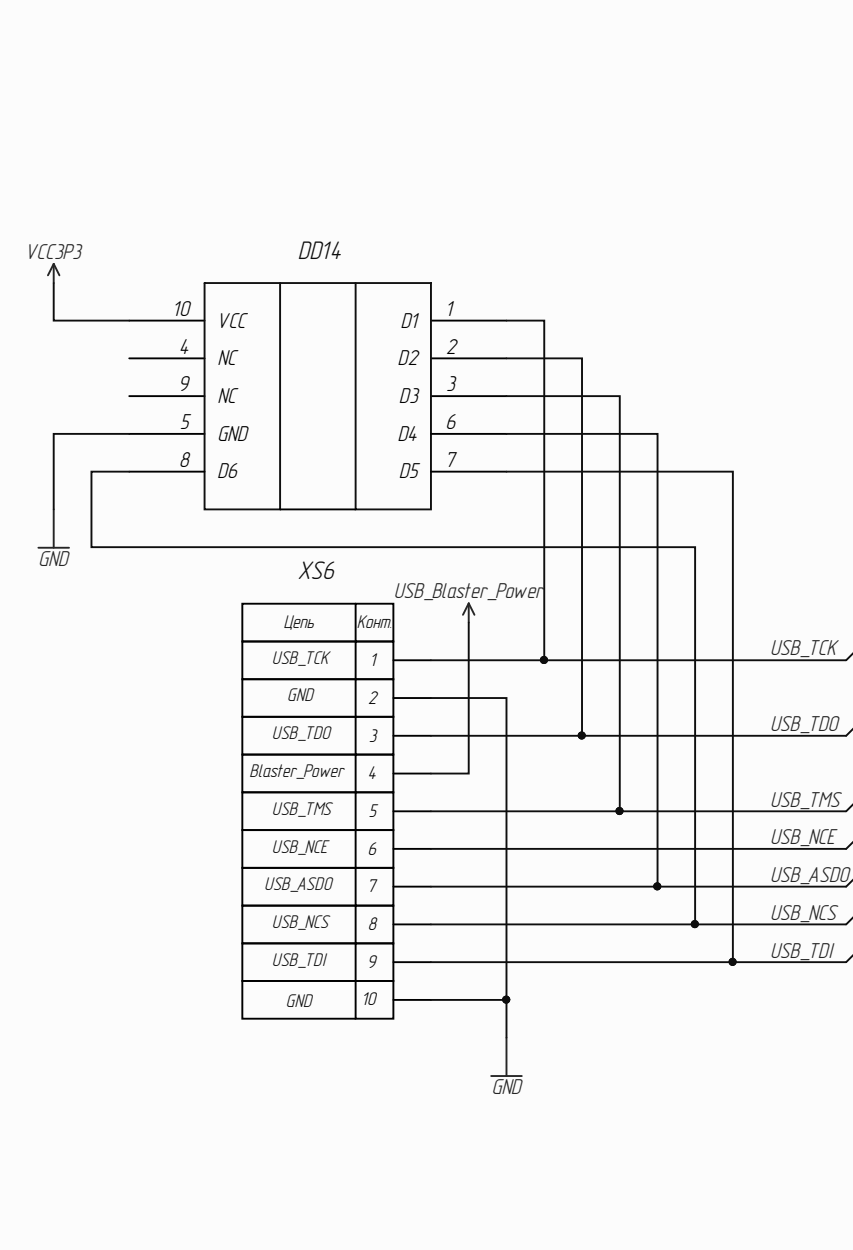 VCC3P3
DD14
10 VCC D1 1
4 NC D2 2
9 NC D3 3
5 GND D4 6
8 D6 D5 7
GND
XS6
USB_Blaster_Power
Цепь Конт.
USB_TCK 1 USB_TCK
GND 2
USB_TDO 3 USB_TDO
Blaster_Power 4
USB_TMS 5 USB_TMS
USB_NCE 6 USB_NCE
USB_ASDO 7 USB_ASDO
USB_NCS 8 USB_NCS
USB_TDI 9 USB_TDI
GND 10
GND